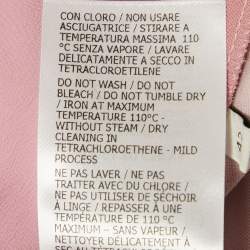 CON CLORO / NON USARE
ASCIUGATRICE / STIRARE A
TEMPERATURA MASSIMA 110
°C SENZA VAPORE / LAVARE
DELICATAMENTE A SECCO IN
TETRACLOROETILENE
DO NOT WASH / DO NOT
BLEACH / DO NOT TUMBLE DRY
/ IRON AT MAXIMUM
TEMPERATURE 110°C -
WITHOUT STEAM / DRY
CLEANING IN
TETRACHLOROETHENE - MILD
PROCESS
NE PAS LAVER / NE PAS
TRAITER AVEC DU CHLORE /
NE PAS UTILISER DE SÉCHOIR
À LINGE / REPASSER À UNE
TEMPÉRATURE DE 110 °C
MAXIMUM – SANS VAPEUR /
NETTOYER DÉLICATEMENT À
SEC AU